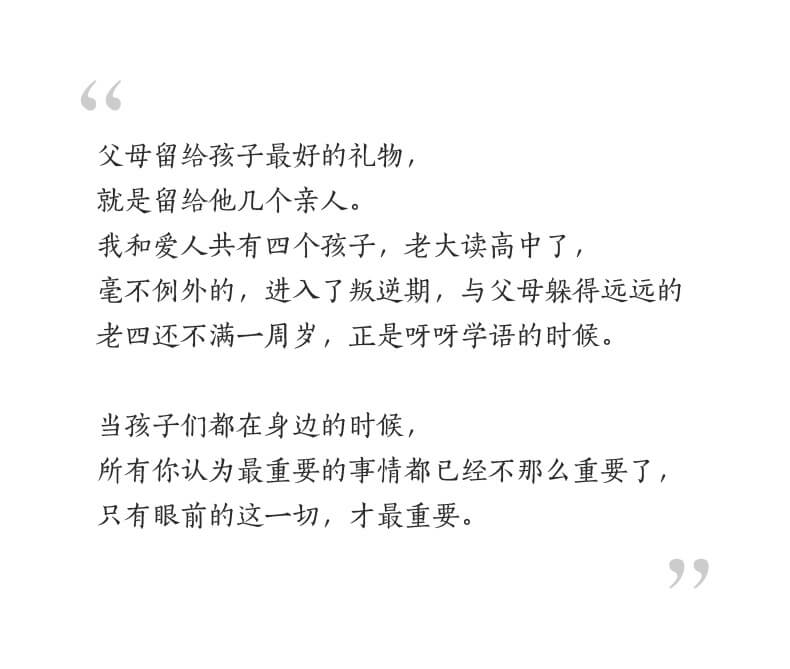 “
父母留给孩子最好的礼物，
就是留给他几个亲人。
我和爱人共有四个孩子，老大读高中了，
毫不例外的，进入了叛逆期，与父母躲得远远的
老四还不满一周岁，正是呀呀学语的时候。
当孩子们都在身边的时候，
所有你认为最重要的事情都已经不那么重要了，
只有眼前的这一切，才最重要。
”